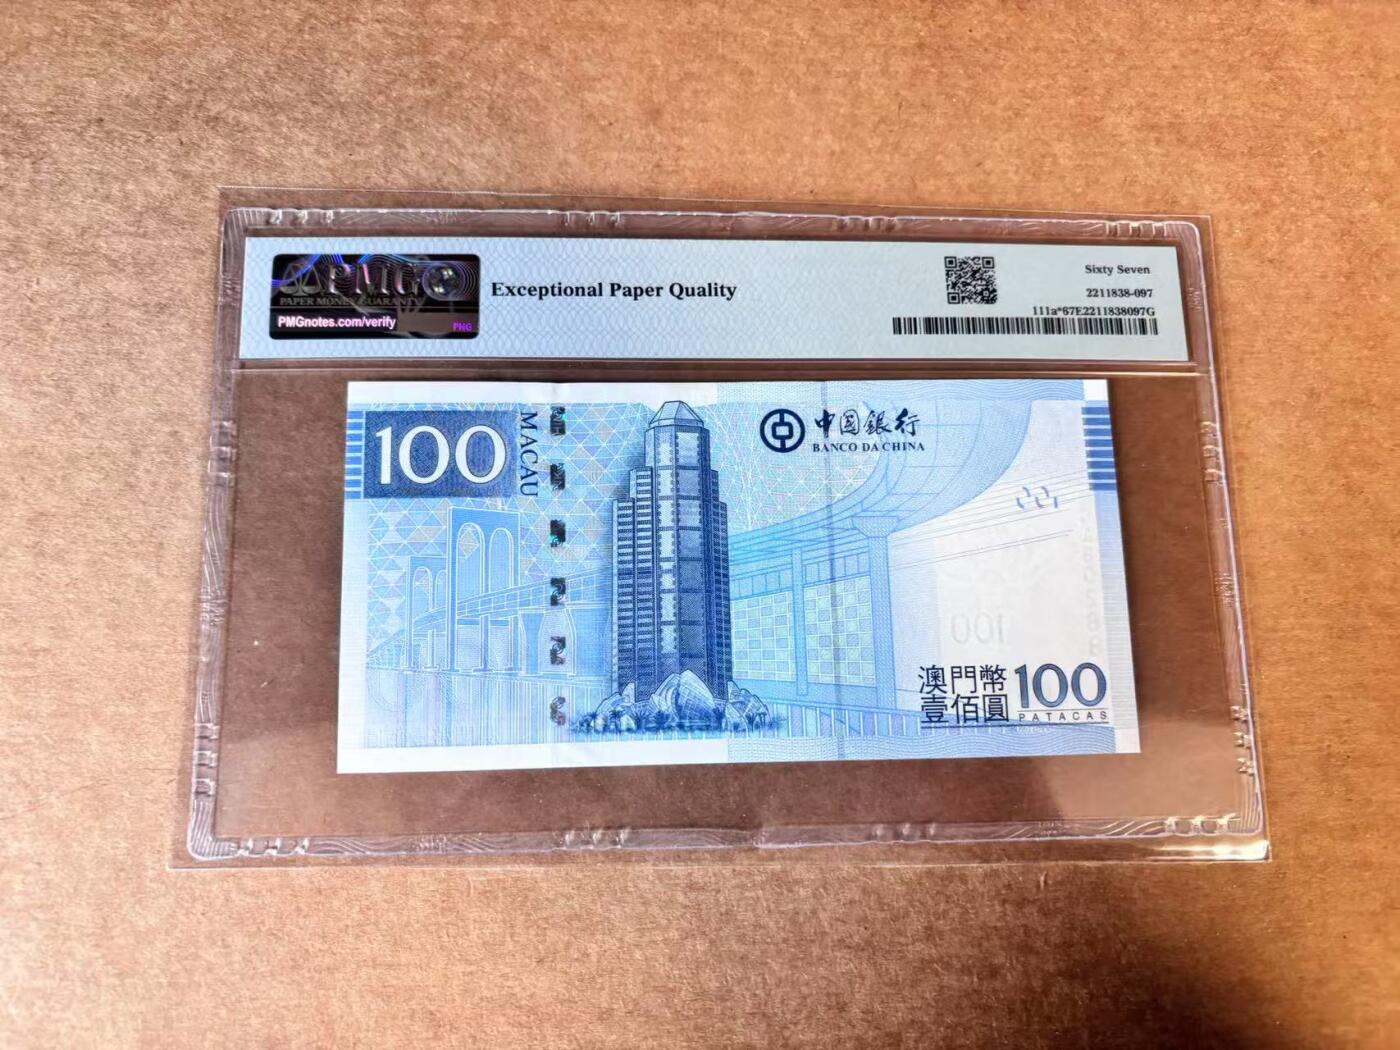 PMG
PAPER MONEY GUARANTY
PMGnotes.com/verify
PMG
Exceptional Paper Quality
Sixty Seven
2211838-097
111a*67E2211838097G
100
MACAU
中国銀行
BANCO DA CHINA
100
澳門幣
壹佰圓
100
PATACAS